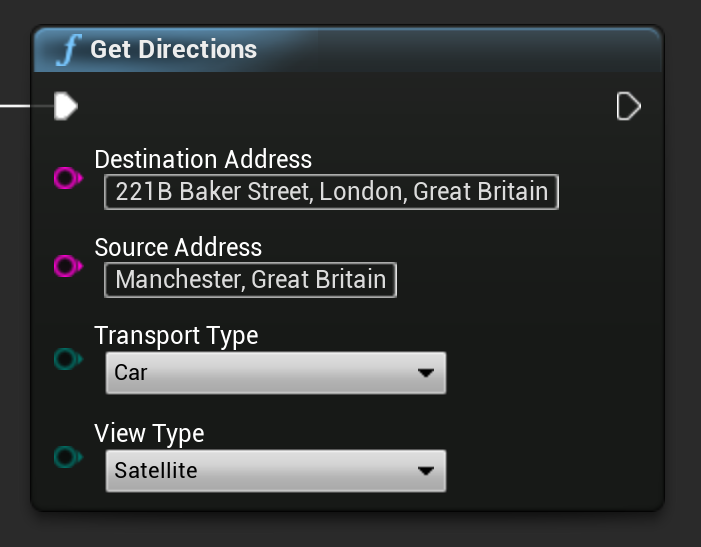 f Get Directions
Destination Address
221B Baker Street, London, Great Britain
Source Address
Manchester, Great Britain
Transport Type
Car
View Type
Satellite